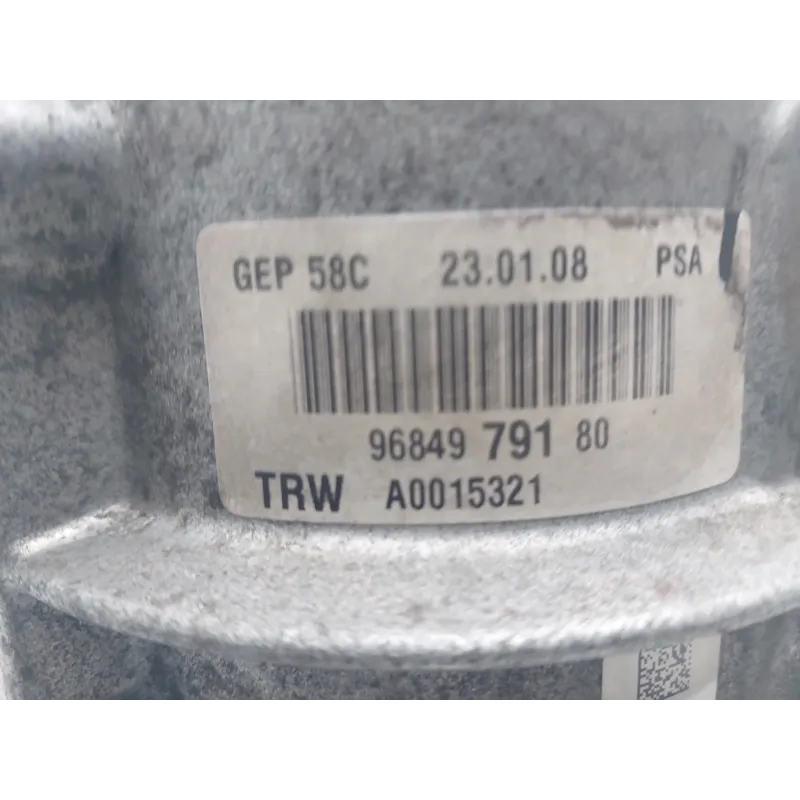 GEP 58C 23.01.08 PSA
96849 791 80
TRW A0015321